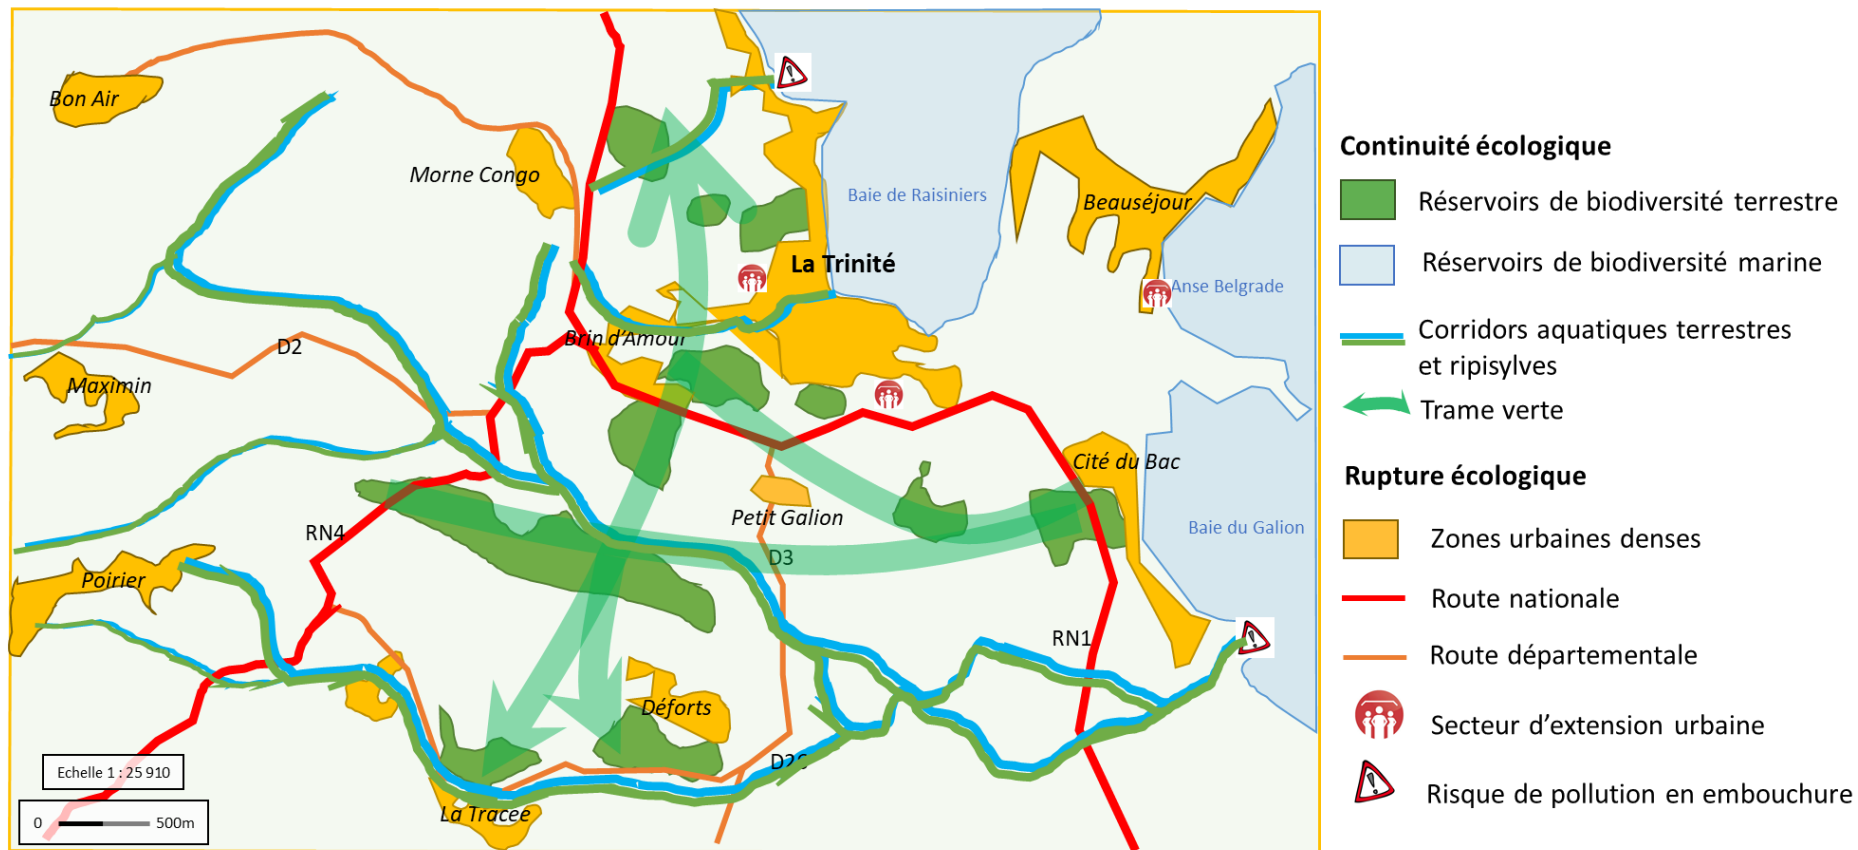 Bon Air
Morne Congo
Baie de Raisiniers
Beauséjour
La Trinité
Anse Belgrade
Brin d'Amour
D2
Maximin
Cité du Bac
Petit Galion
Baie du Galion
RN4
D3
Poirier
RN1
Déforts
D26
La Tracée
Echelle 1 : 25 910
0 500m
Continuité écologique
Réservoirs de biodiversité terrestre
Réservoirs de biodiversité marine
Corridors aquatiques terrestres
et ripisylves
Trame verte
Rupture écologique
Zones urbaines denses
Route nationale
Route départementale
Secteur d'extension urbaine
Risque de pollution en embouchure